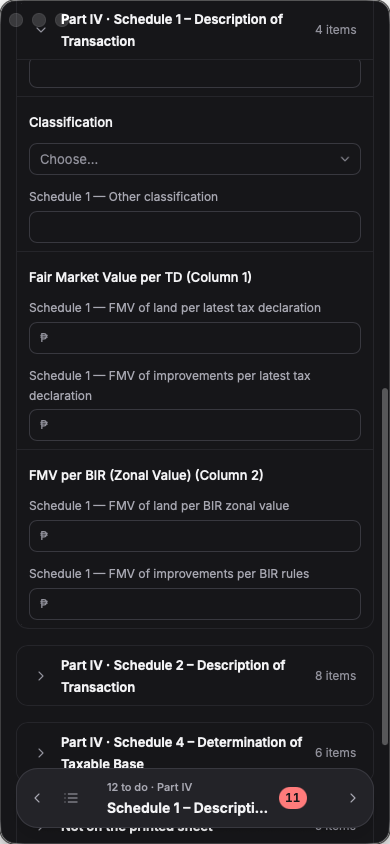 Part IV · Schedule 1 – Description of
Transaction
4 items
Classification
Choose...
Schedule 1 — Other classification
Fair Market Value per TD (Column 1)
Schedule 1 — FMV of land per latest tax declaration
₱
Schedule 1 — FMV of improvements per latest tax
declaration
₱
FMV per BIR (Zonal Value) (Column 2)
Schedule 1 — FMV of land per BIR zonal value
₱
Schedule 1 — FMV of improvements per BIR rules
₱
Part IV · Schedule 2 – Description of
Transaction
8 items
Part IV · Schedule 4 – Determination of
Taxable Base
6 items
12 to do · Part IV
Schedule 1 – Descripti...
11
Not on the printed sheet